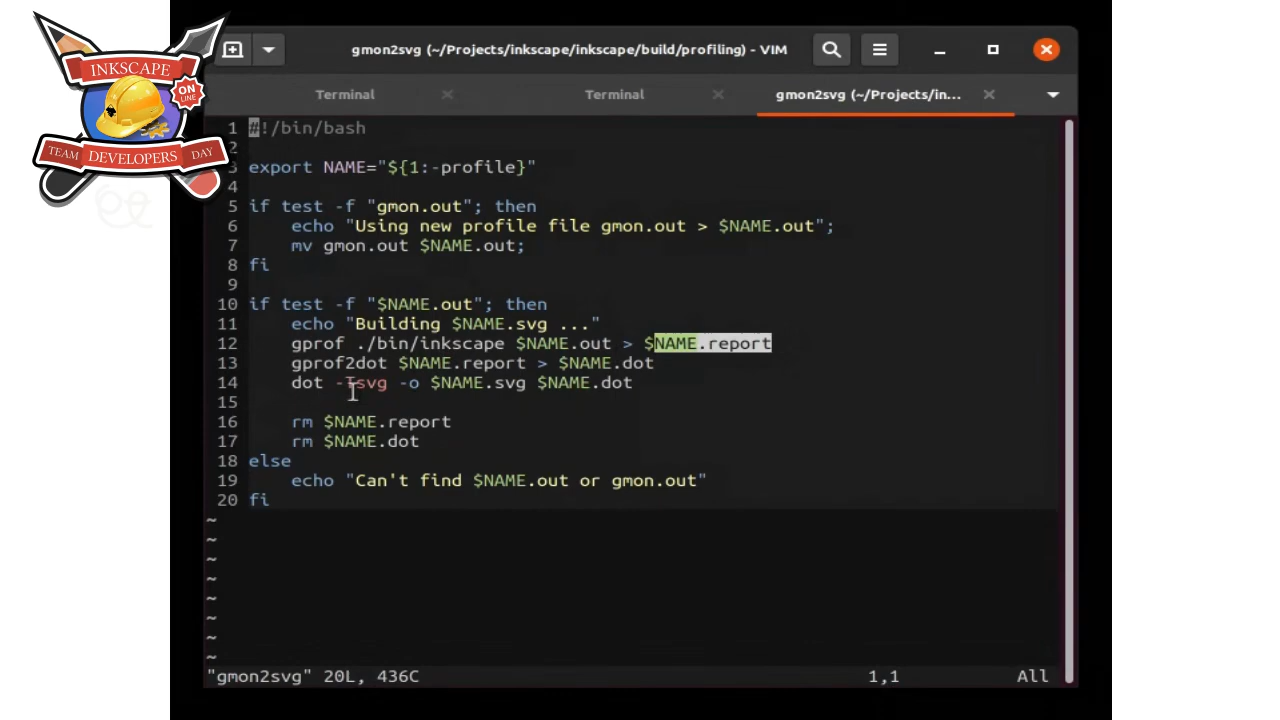 INKSCAPE
ON
LINE
TEAM DEVELOPERS DAY
gmon2svg (~/Projects/inkscape/inkscape/build/profiling) - VIM
Terminal
Terminal
gmon2svg (~/Projects/in...
1 #!/bin/bash
2
3 export NAME="${1:-profile}"
4
5 if test -f "gmon.out"; then
6 echo "Using new profile file gmon.out > $NAME.out";
7 mv gmon.out $NAME.out;
8 fi
9
10 if test -f "$NAME.out"; then
11 echo "Building $NAME.svg ..."
12 gprof ./bin/inkscape $NAME.out > $NAME.report
13 gprof2dot $NAME.report > $NAME.dot
14 dot -Tsvg -o $NAME.svg $NAME.dot
15
16 rm $NAME.report
17 rm $NAME.dot
18 else
19 echo "Can't find $NAME.out or gmon.out"
20 fi
~
~
~
~
~
~
~
~
"gmon2svg" 20L, 436C 1,1 All